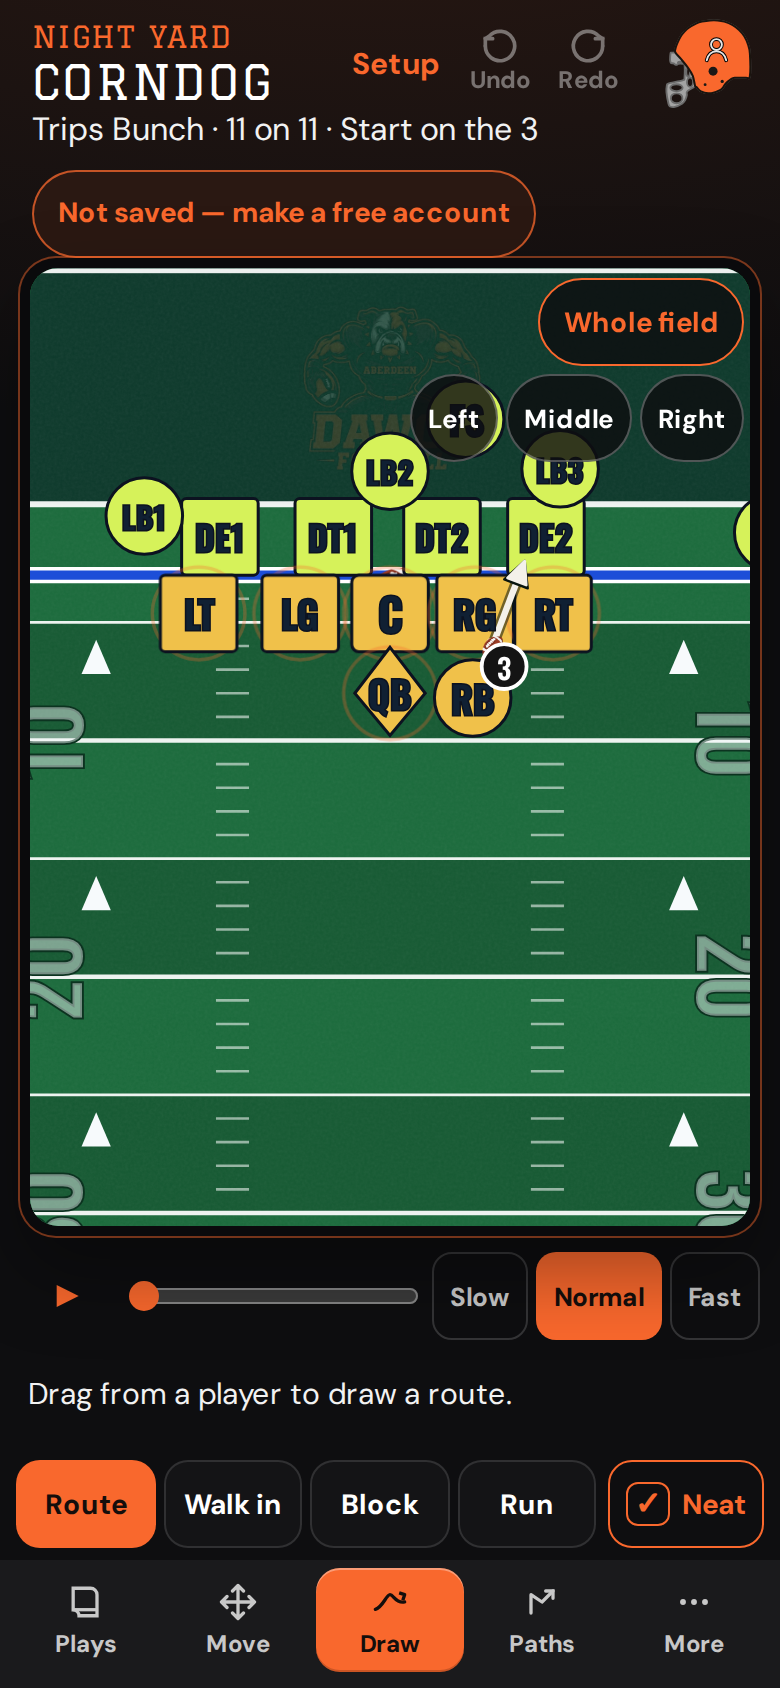 NIGHT YARD
CORNDOG
Setup
Undo
Redo
Trips Bunch · 11 on 11 · Start on the 3
Not saved — make a free account
Whole field
ABERDEEN
Left
Middle
Right
FS
LB2
LB3
LB1
DE1
DT1
DT2
DE2
LT
LG
C
RG
RT
3
QB
RB
10
10
20
20
Slow
Normal
Fast
Drag from a player to draw a route.
Route
Walk in
Block
Run
✓ Neat
Plays
Move
Draw
Paths
More